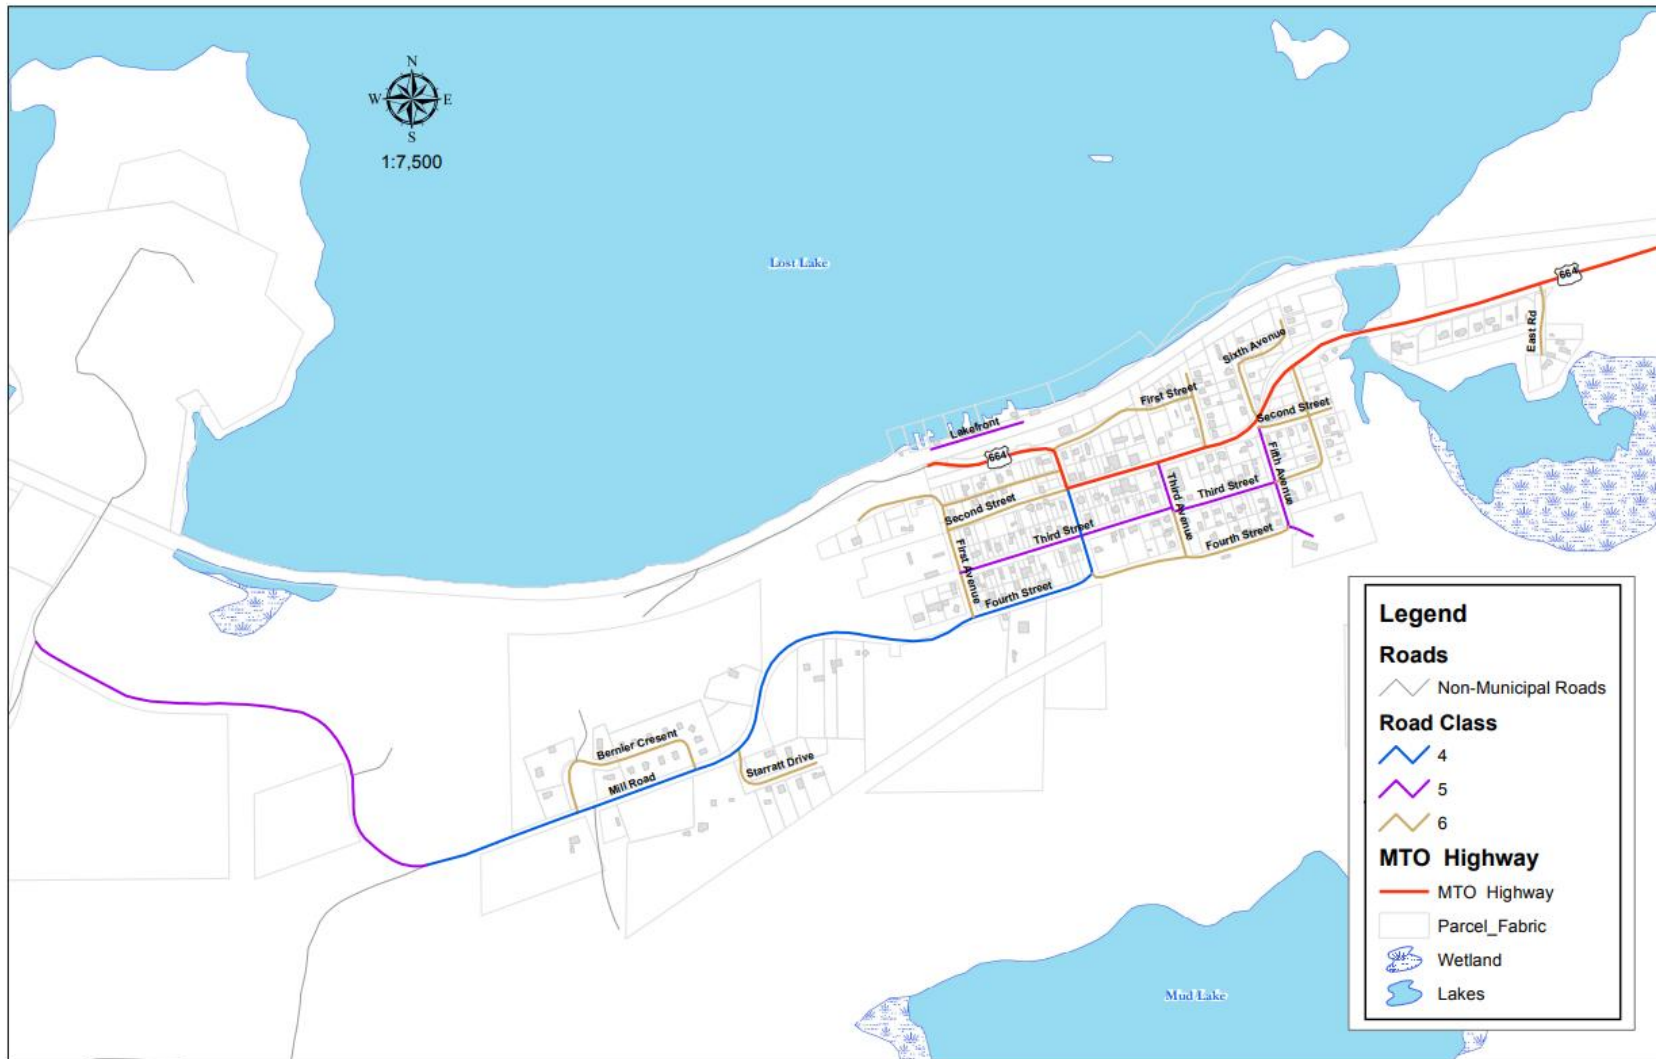 N
W E
S
1:7,500
Lost Lake
664
East Rd
Sixth Avenue
First Street
Second Street
Lakefront
664
Fifth Avenue
Third Avenue
Third Street
Second Street
Third Street
Fourth Street
First Avenue
Fourth Street
Bernier Cresent
Starratt Drive
Mill Road
Mud Lake
Legend
Roads
Non-Municipal Roads
Road Class
4
5
6
MTO Highway
MTO Highway
Parcel_Fabric
Wetland
Lakes